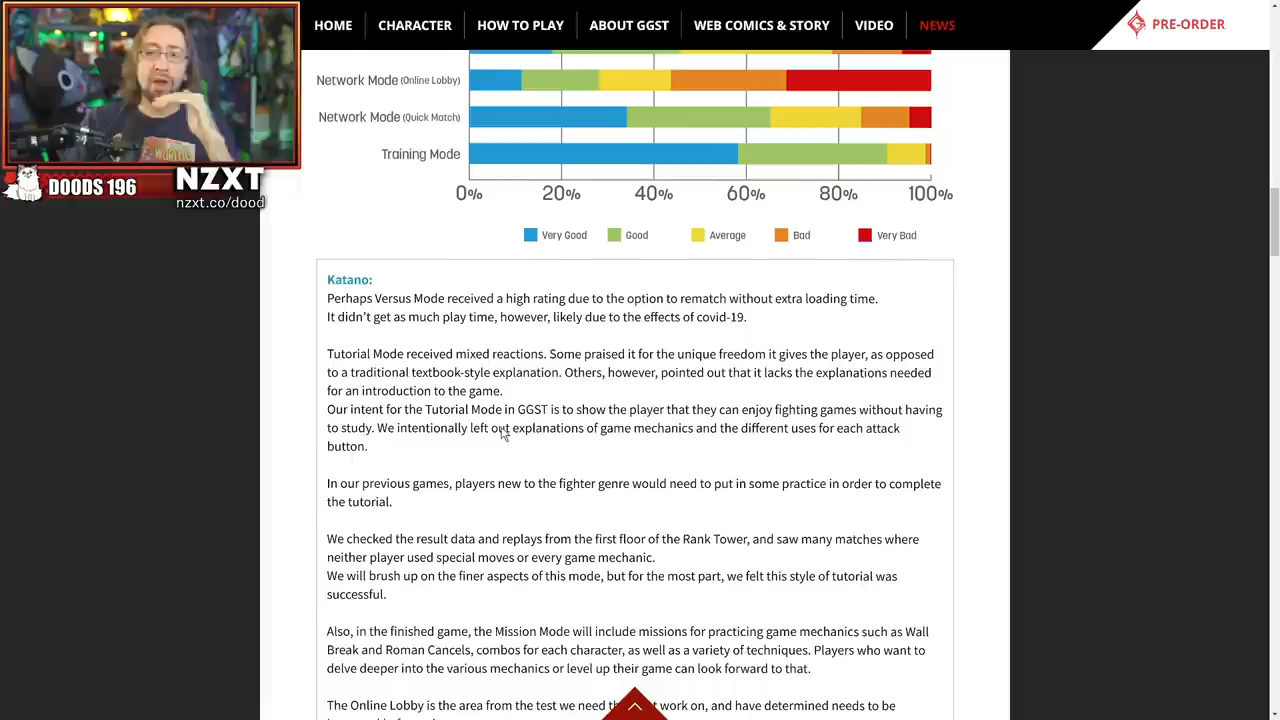 HOME CHARACTER HOW TO PLAY ABOUT GGST WEB COMICS & STORY VIDEO NEWS PRE-ORDER
Network Mode (Online Lobby)
Network Mode (Quick Match)
Training Mode
0% 20% 40% 60% 80% 100%
Very Good Good Average Bad Very Bad
DOODS 196
NZXT
nzxt.co/dood
Katano:
Perhaps Versus Mode received a high rating due to the option to rematch without extra loading time.
It didn't get as much play time, however, likely due to the effects of covid-19.
Tutorial Mode received mixed reactions. Some praised it for the unique freedom it gives the player, as opposed
to a traditional textbook-style explanation. Others, however, pointed out that it lacks the explanations needed
for an introduction to the game.
Our intent for the Tutorial Mode in GGST is to show the player that they can enjoy fighting games without having
to study. We intentionally left out explanations of game mechanics and the different uses for each attack
button.
In our previous games, players new to the fighter genre would need to put in some practice in order to complete
the tutorial.
We checked the result data and replays from the first floor of the Rank Tower, and saw many matches where
neither player used special moves or every game mechanic.
We will brush up on the finer aspects of this mode, but for the most part, we felt this style of tutorial was
successful.
Also, in the finished game, the Mission Mode will include missions for practicing game mechanics such as Wall
Break and Roman Cancels, combos for each character, as well as a variety of techniques. Players who want to
delve deeper into the various mechanics or level up their game can look forward to that.
The Online Lobby is the area from the test we need work on, and have determined needs to be